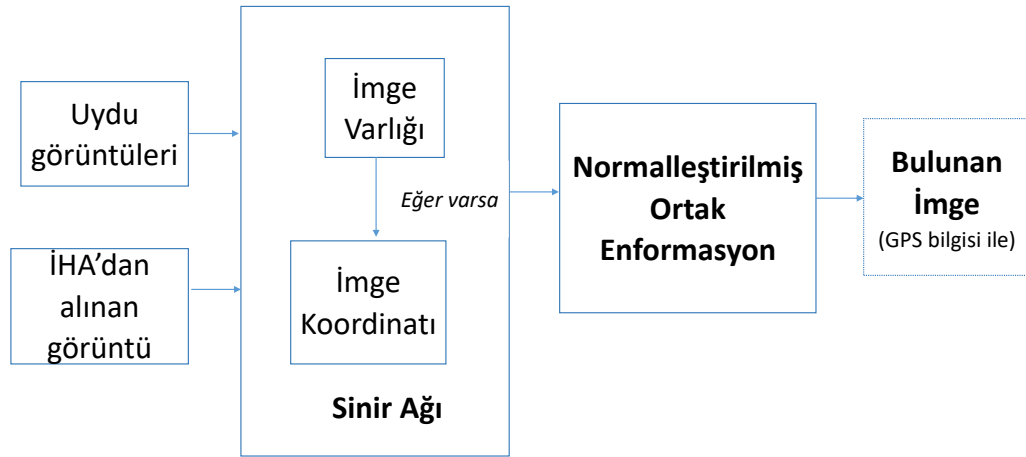 Uydu
görüntüleri
İHA'dan
alınan
görüntü
İmge
Varlığı
Eğer varsa
İmge
Koordinatı
Sinir Ağı
Normalleştirilmiş
Ortak
Enformasyon
Bulunan
İmge
(GPS bilgisi ile)